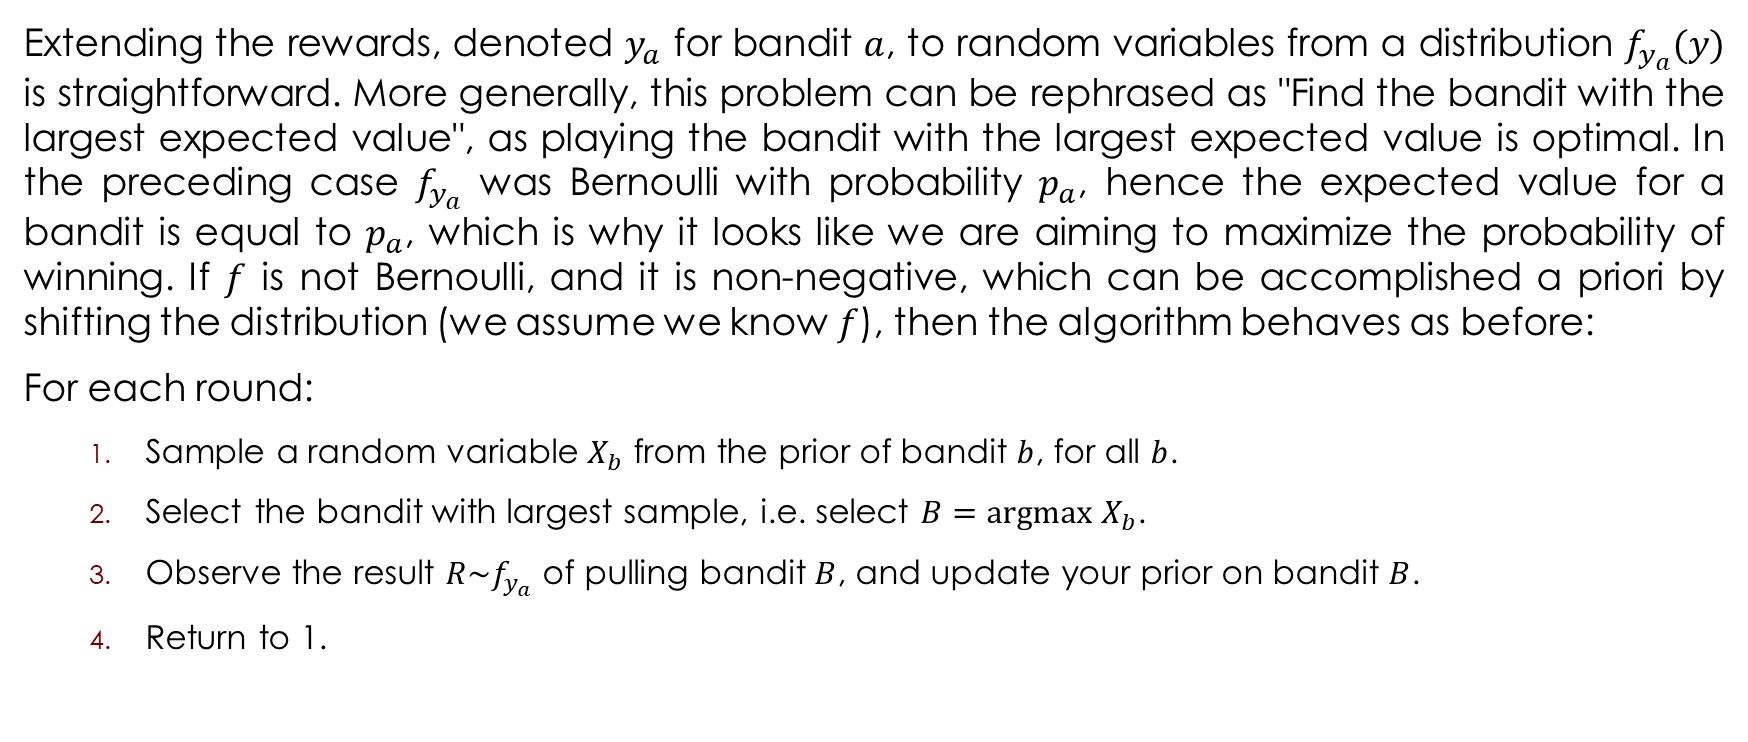 Extending the rewards, denoted y_a for bandit a, to random variables from a distribution f_{y_a}(y)
is straightforward. More generally, this problem can be rephrased as "Find the bandit with the
largest expected value", as playing the bandit with the largest expected value is optimal. In
the preceding case f_{y_a} was Bernoulli with probability p_a, hence the expected value for a
bandit is equal to p_a, which is why it looks like we are aiming to maximize the probability of
winning. If f is not Bernoulli, and it is non-negative, which can be accomplished a priori by
shifting the distribution (we assume we know f), then the algorithm behaves as before:
For each round:
1. Sample a random variable X_b from the prior of bandit b, for all b.
2. Select the bandit with largest sample, i.e. select B = argmax X_b.
3. Observe the result R~f_{y_a} of pulling bandit B, and update your prior on bandit B.
4. Return to 1.